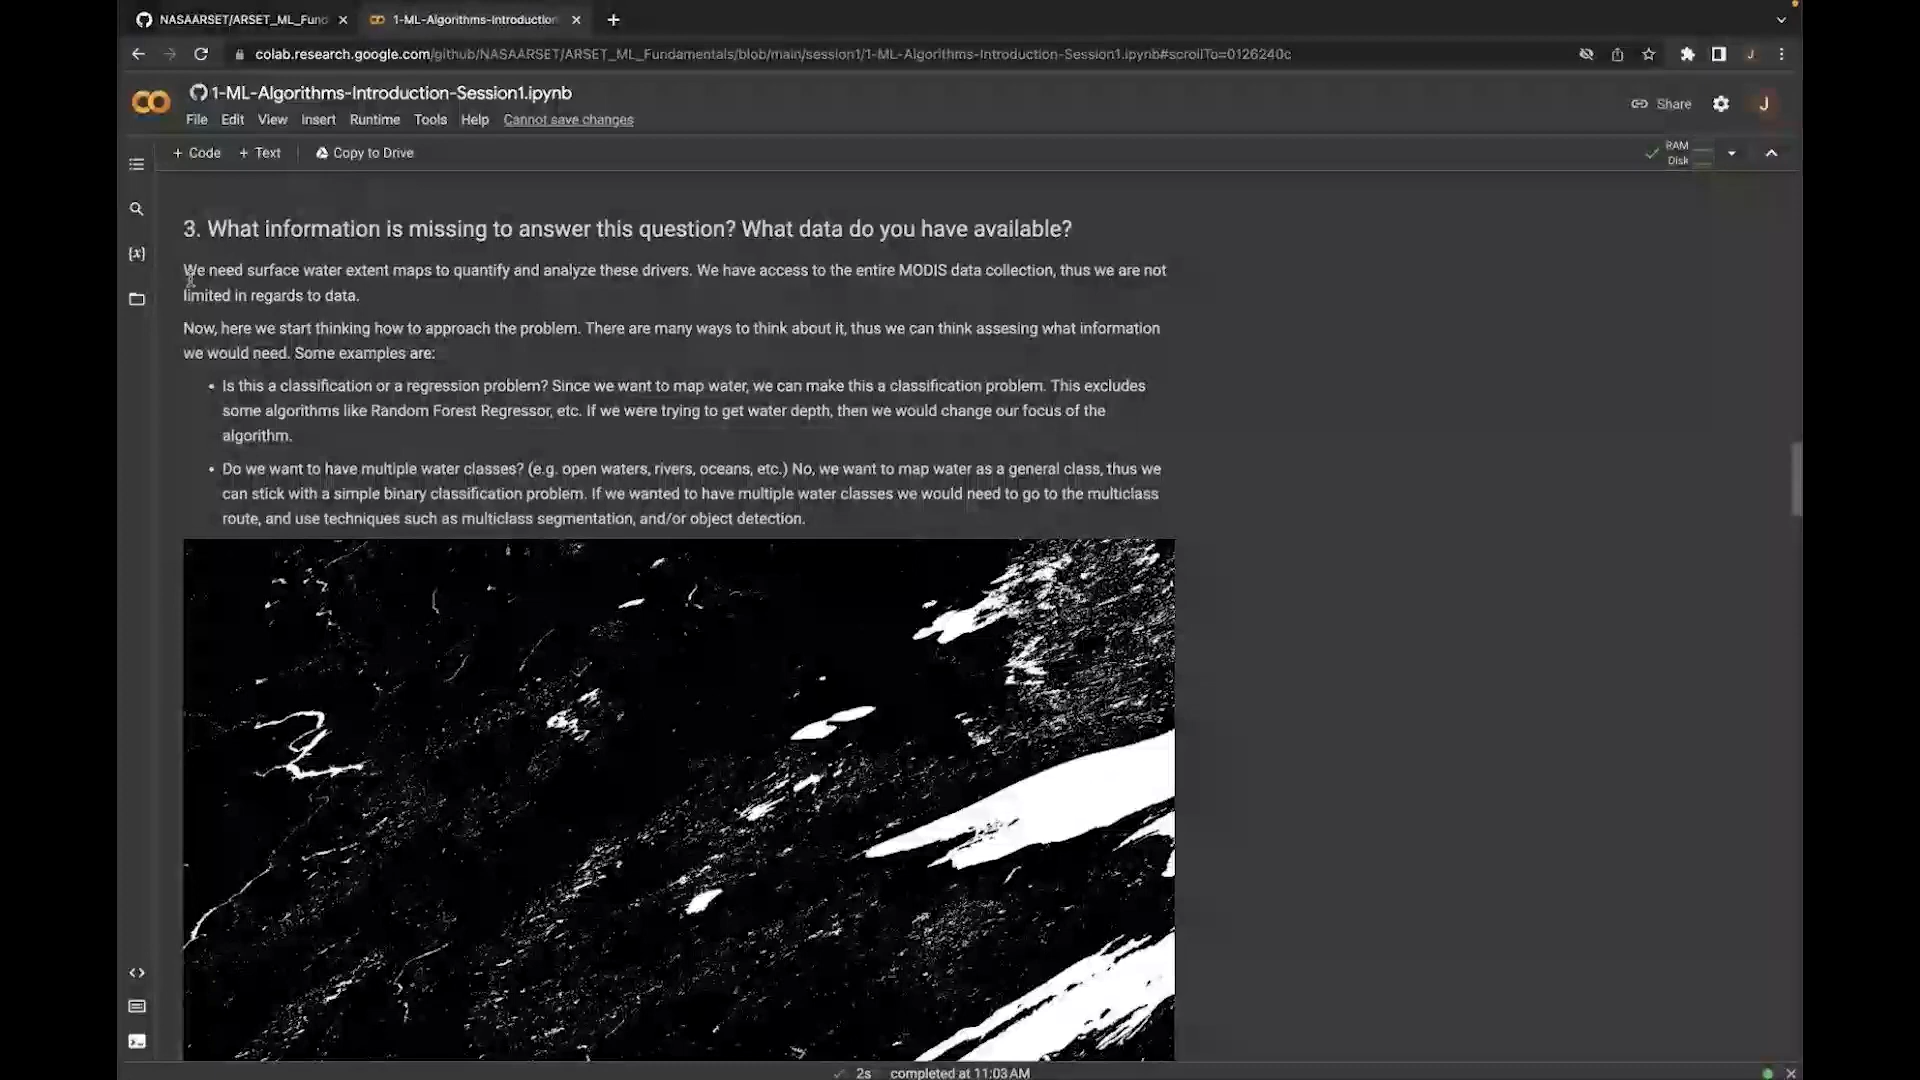 NASAARSET/ARSET_ML_Fund
1-ML-Algorithms-Introduction
colab.research.google.com/github/NASAARSET/ARSET_ML_Fundamentals/blob/main/session1/1-ML-Algorithms-Introduction-Session1.ipynb#scrollTo=0126240c
J
1-ML-Algorithms-Introduction-Session1.ipynb
Share
J
File Edit View Insert Runtime Tools Help Cannot save changes
+ Code + Text Copy to Drive
RAM
Disk
{x}
3. What information is missing to answer this question? What data do you have available?
We need surface water extent maps to quantify and analyze these drivers. We have access to the entire MODIS data collection, thus we are not
limited in regards to data.
Now, here we start thinking how to approach the problem. There are many ways to think about it, thus we can think assesing what information
we would need. Some examples are:
• Is this a classification or a regression problem? Since we want to map water, we can make this a classification problem. This excludes
some algorithms like Random Forest Regressor, etc. If we were trying to get water depth, then we would change our focus of the
algorithm.
• Do we want to have multiple water classes? (e.g. open waters, rivers, oceans, etc.) No, we want to map water as a general class, thus we
can stick with a simple binary classification problem. If we wanted to have multiple water classes we would need to go to the multiclass
route, and use techniques such as multiclass segmentation, and/or object detection.
2s completed at 11:03 AM